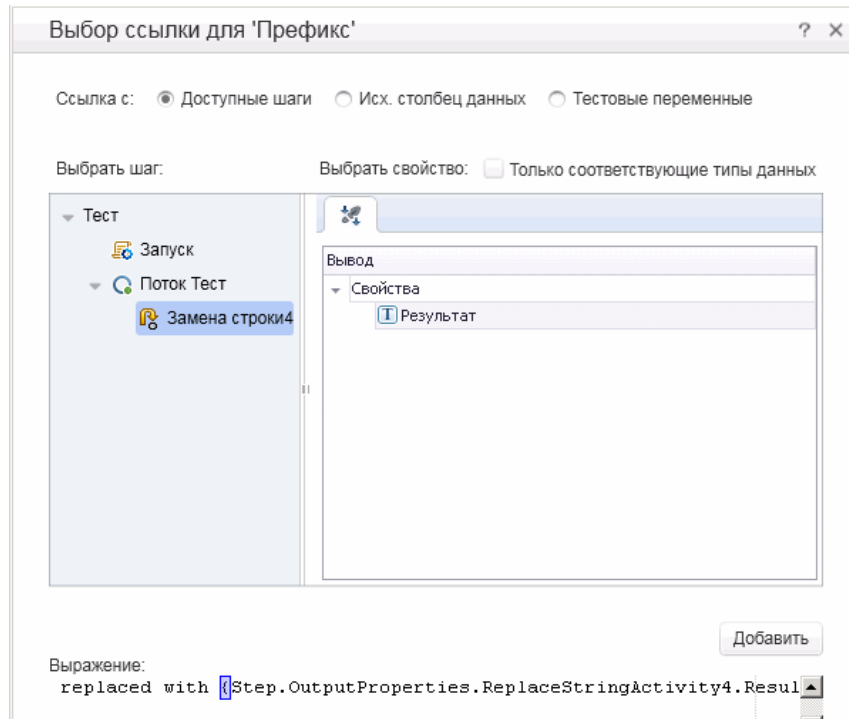 Выбор ссылки для 'Префикс'
Ссылка с: Доступные шаги Исх. столбец данных Тестовые переменные
Выбрать шаг: Выбрать свойство: Только соответствующие типы данных
Тест
Запуск
Поток Тест
Замена строки4
Вывод
Свойства
Результат
Добавить
Выражение:
replaced with {Step.OutputProperties.ReplaceStringActivity4.Resul